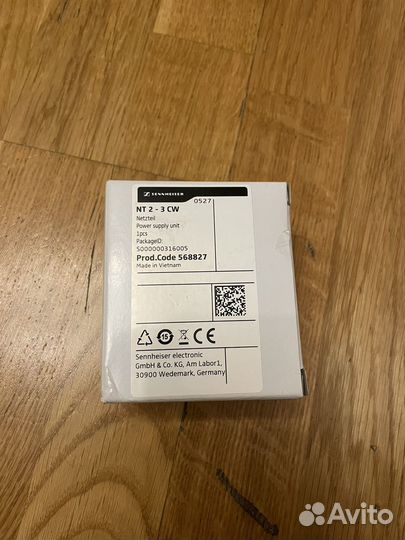 SENNHEISER
0527
NT 2 - 3 CW
Netzteil
Power supply unit
1pcs
PackageID:
S000000316005
Prod.Code 568827
Made in Vietnam
15
CE
Sennheiser electronic
GmbH & Co. KG, Am Labor1,
30900 Wedemark, Germany
Avito